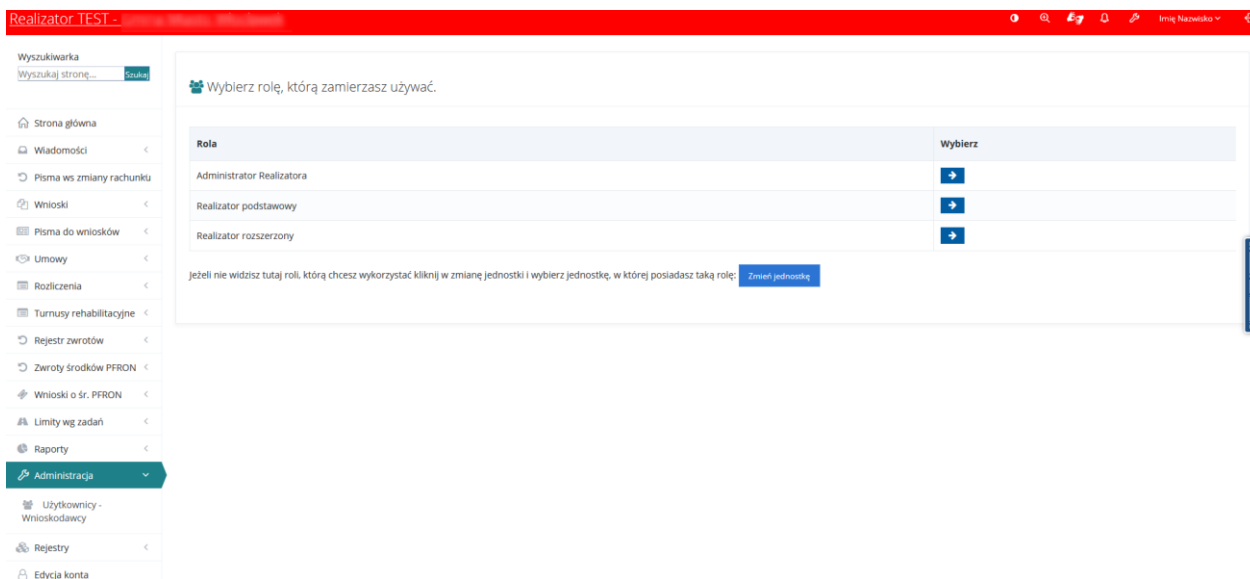 Realizator TEST -
Imię Nazwisko
Wyszukiwarka
Wyszukaj stronę...
Szukaj
Strona główna
Wiadomości
Pisma ws zmiany rachunku
Wnioski
Pisma do wniosków
Umowy
Rozliczenia
Turnusy rehabilitacyjne
Rejestr zwrotów
Zwroty środków PFRON
Wnioski o śr. PFRON
Limity wg zadań
Raporty
Administracja
Użytkownicy -
Wnioskodawcy
Rejestry
Edycja konta
Wybierz rolę, którą zamierzasz używać.
Rola Wybierz
Administrator Realizatora
Realizator podstawowy
Realizator rozszerzony
Jeżeli nie widzisz tutaj roli, którą chcesz wykorzystać kliknij w zmianę jednostki i wybierz jednostkę, w której posiadasz taką rolę: Zmień jednostkę